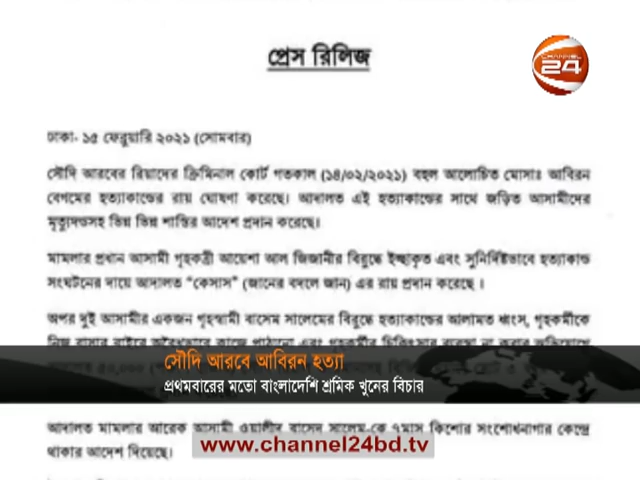 প্রেস রিলিজ
CHANNEL
24
ঢাকা- ১৫ ফেব্রুয়ারি ২০২১ (সোমবার)
সৌদি আরবের রিয়াদের ক্রিমিনাল কোর্ট গতকাল (১৪/০২/২০২১) বহুল আলোচিত মোসাঃ আবিরন
বেগমের হত্যাকান্ডের রায় ঘোষণা করেছে। আদালত এই হত্যাকান্ডের সাথে জড়িত আসামীদের
মৃত্যুদন্ডসহ ভিন্ন ভিন্ন শাস্তির আদেশ প্রদান করেছে।
মামলার প্রধান আসামী গৃহকর্ত্রী আয়েশা আল জিজানীর বিরুদ্ধে ইচ্ছাকৃত এবং সুনির্দিষ্টভাবে হত্যাকান্ড
সংঘটনের দায়ে আদালত "কেসাস" (জানের বদলে জান) এর রায় প্রদান করেছে ।
অপর দুই আসামীর একজন গৃহস্বামী বাসেম সালেমের বিরুদ্ধে হত্যাকান্ডের আলামত ধ্বংস, গৃহকর্মীকে
সৌদি আরবে আবিরন হত্যা
প্রথমবারের মতো বাংলাদেশি শ্রমিক খুনের বিচার
আদালত মামলার আরেক আসামী ওয়ালীদ বাসেম সালেম-কে ৭মাস কিশোর সংশোধনাগার কেন্দ্রে
থাকার আদেশ দিয়েছে।
www.channel24bd.tv